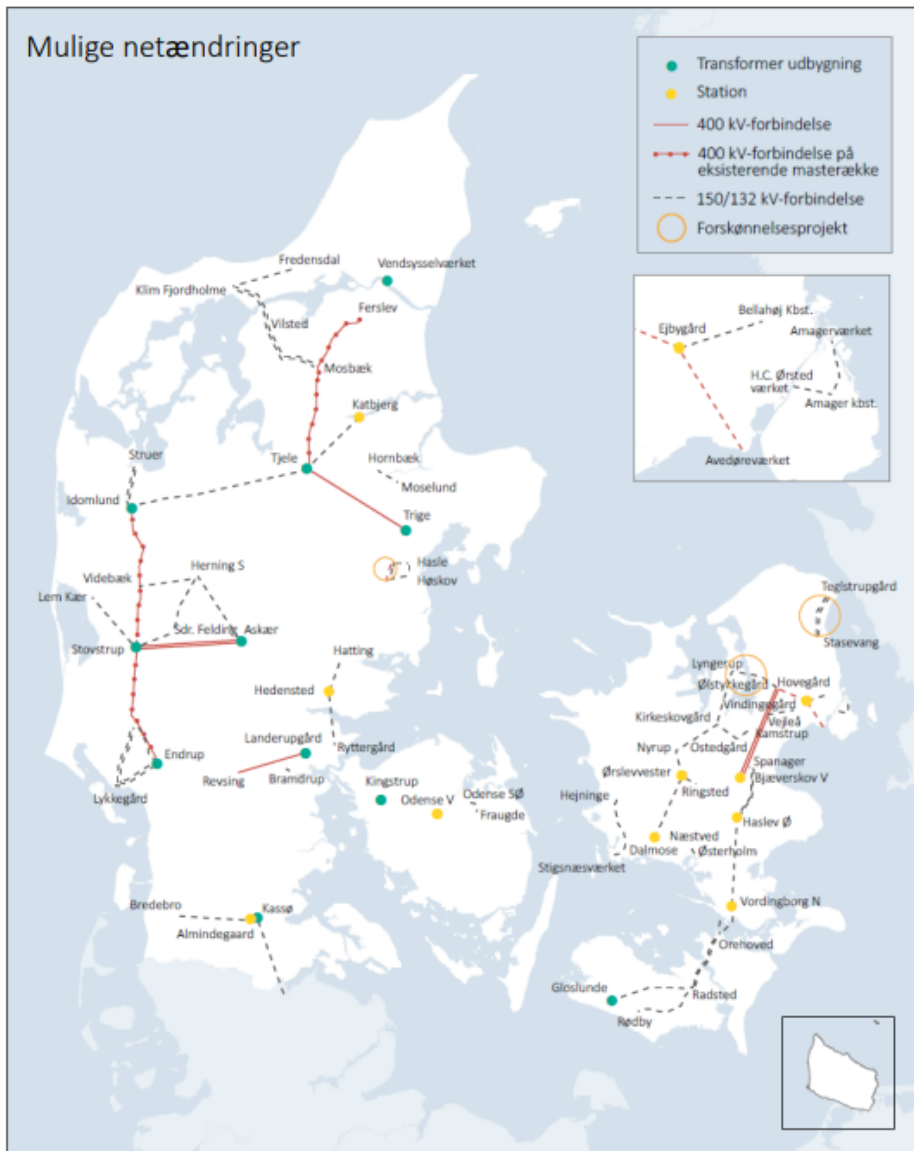 Mulige netændringer
Transformer udbygning
Station
400 kV-forbindelse
400 kV-forbindelse på
eksisterende masterække
150/132 kV-forbindelse
Forskønnelsesprojekt
Fredensdal
Vendsysselværket
Klim Fjordholme
Ferslev
Vilsted
Mosbæk
Katbjerg
Struer
Tjele
Hornbæk
Moselund
Idomlund
Trige
Hasle
Høskov
Videbæk
Herning S
Lem Kær
Sdr. Felding
Askær
Stovstrup
Hatting
Hedensted
Landerupgård
Ryttergård
Endrup
Revsing
Bramdrup
Lykkegård
Kingstrup
Odense V
Odense SØ
Fraugde
Bredebro
Kassø
Almindegaard
Bellahøj Kbst.
Ejbygård
Amagerværket
H.C. Ørsted
værket
Amager kbst.
Avedøreværket
Teglstrupgård
Stasevang
Lyngerup
Ølstykkegård
Hovegård
Vindingegård
Vejleå
Kamstrup
Kirkeskovgård
Nyrup
Østedgård
Spanager
Bjæverskov V
Ørslevvester
Ringsted
Hejninge
Haslev Ø
Næstved
Dalmose
Østerholm
Stigsnæsværket
Vordingborg N
Orehoved
Gloslunde
Radsted
Rødby